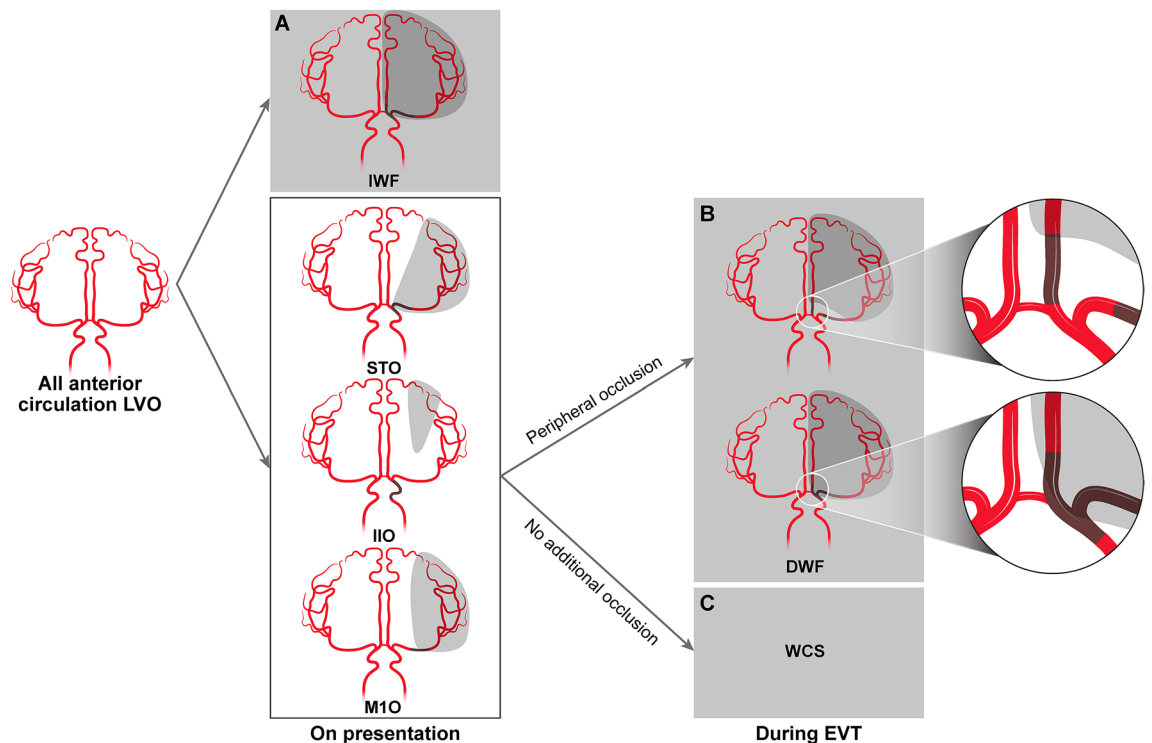 A
IWF
All anterior
circulation LVO
STO
IIO
M1O
On presentation
Peripheral occlusion
No additional occlusion
B
DWF
C
WCS
During EVT